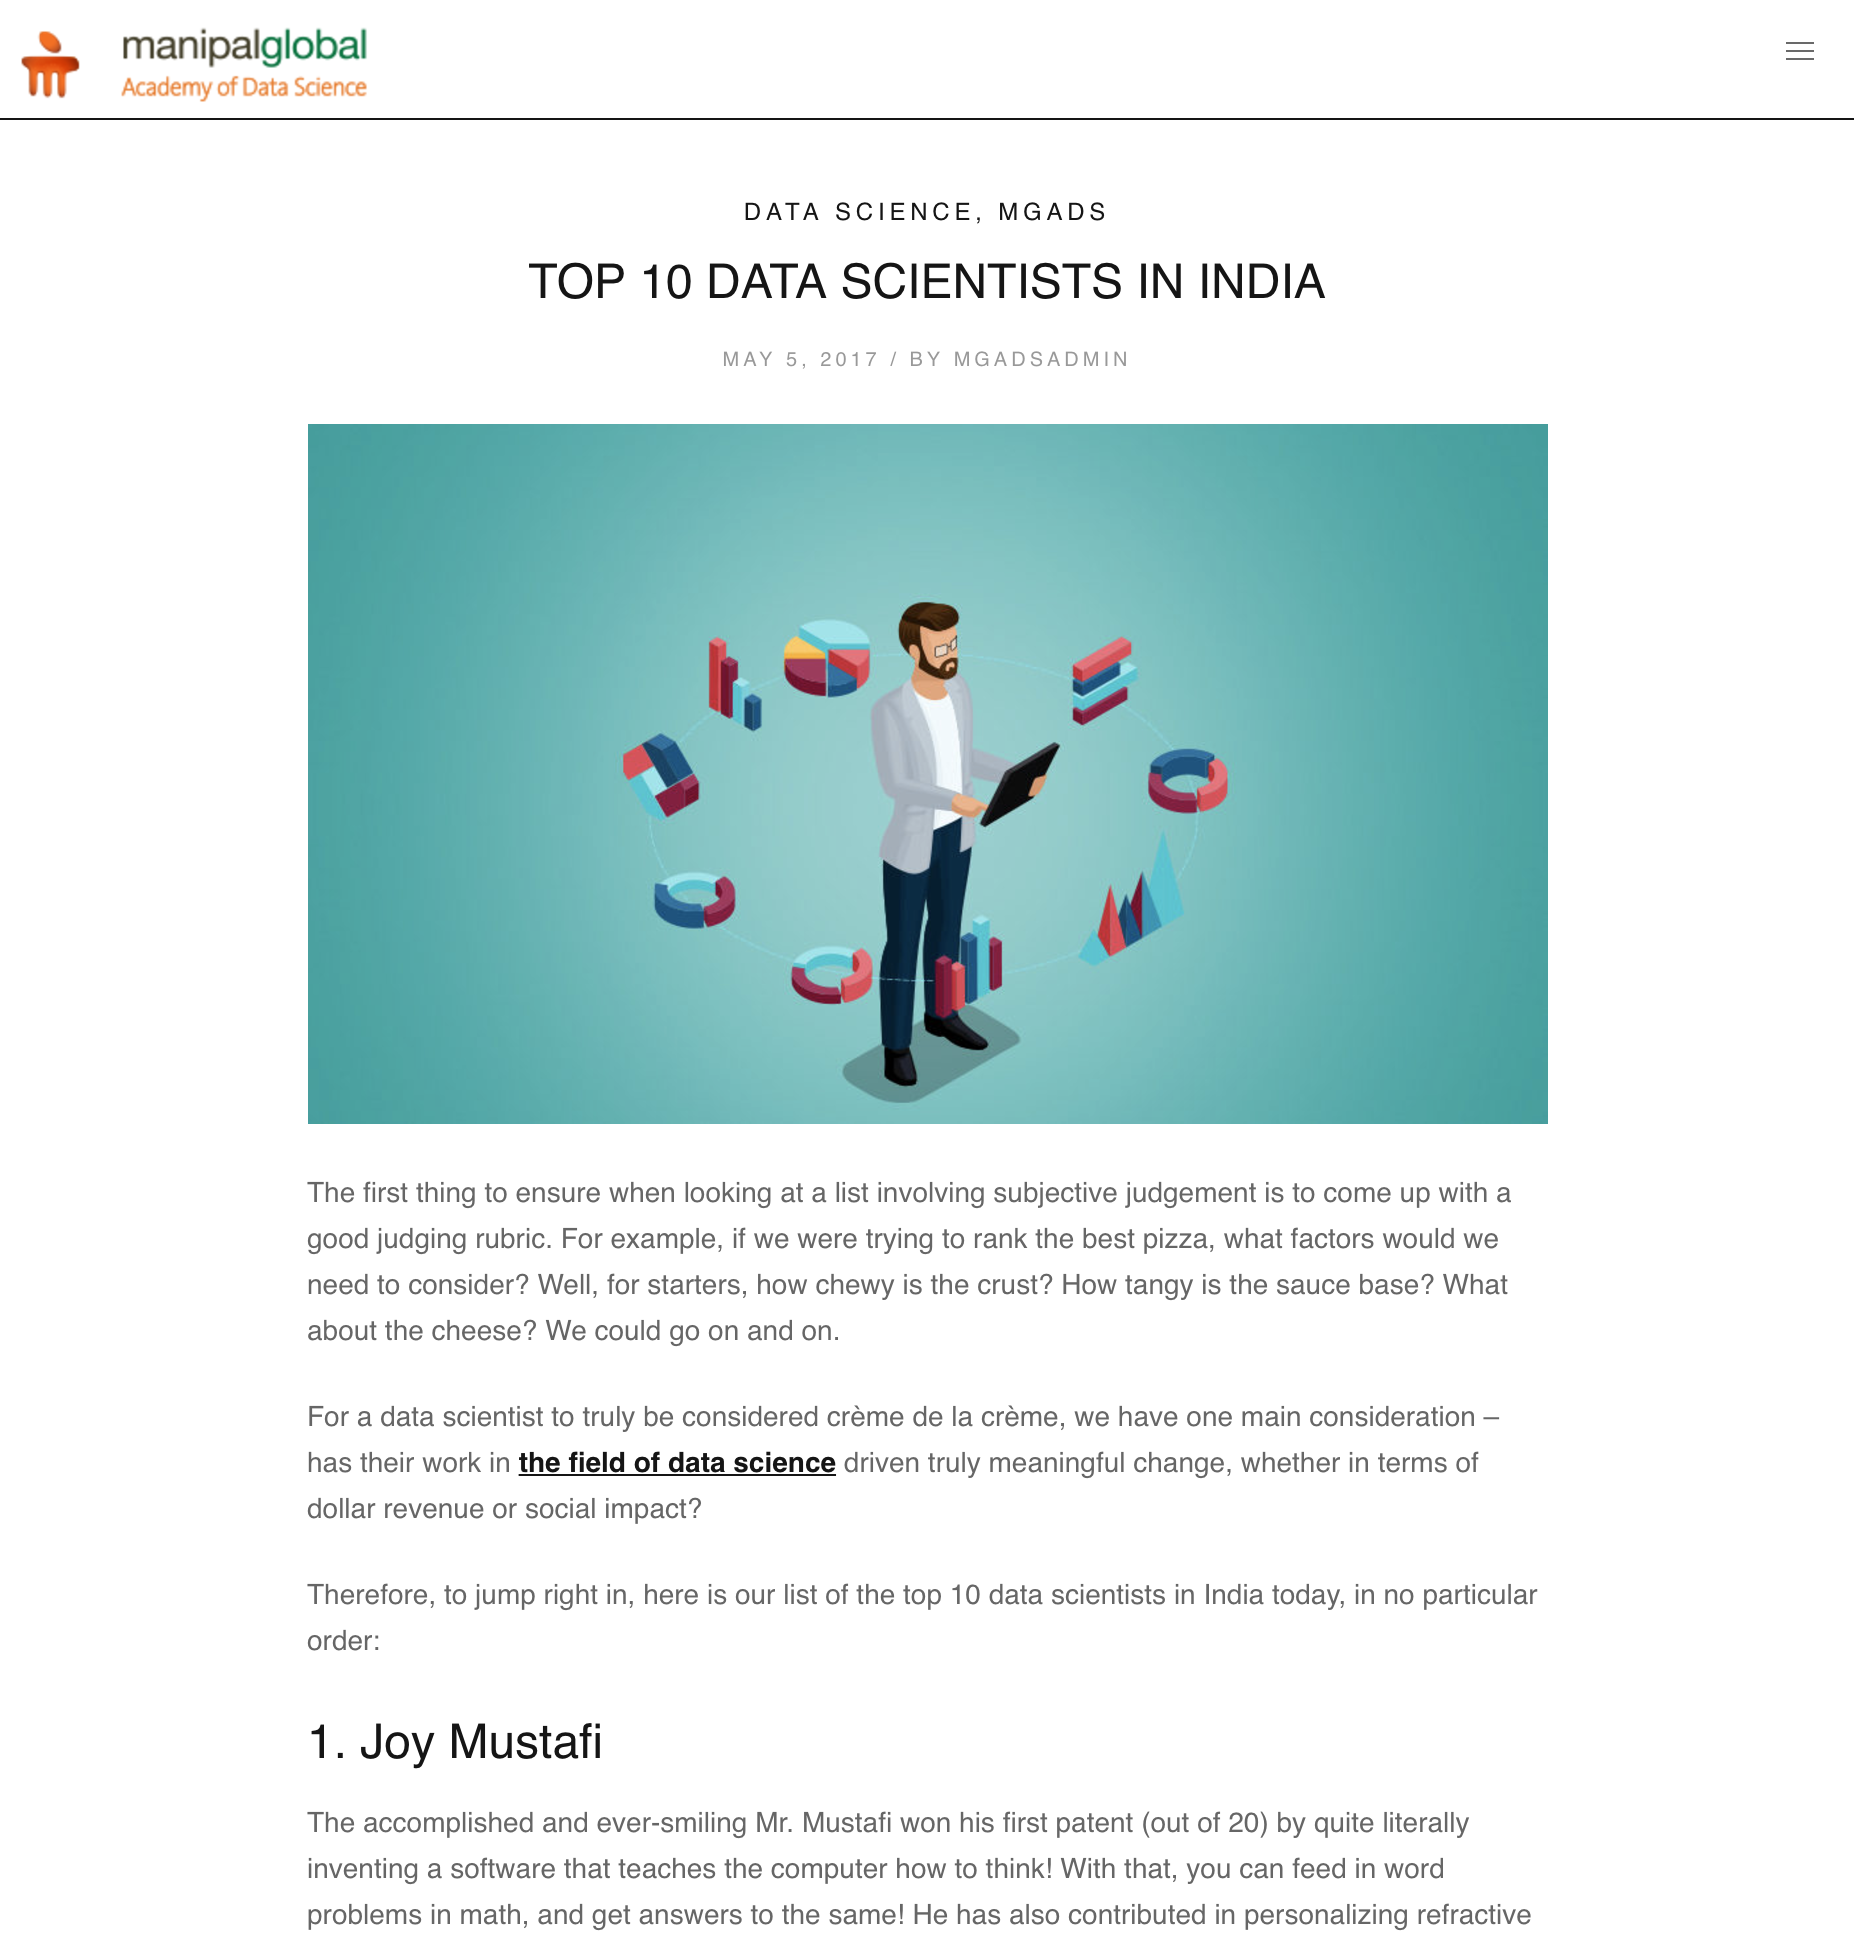 manipalglobal
Academy of Data Science
DATA SCIENCE, MGADS
TOP 10 DATA SCIENTISTS IN INDIA
MAY 5, 2017 / BY MGADSADMIN
The first thing to ensure when looking at a list involving subjective judgement is to come up with a
good judging rubric. For example, if we were trying to rank the best pizza, what factors would we
need to consider? Well, for starters, how chewy is the crust? How tangy is the sauce base? What
about the cheese? We could go on and on.
For a data scientist to truly be considered crème de la crème, we have one main consideration –
has their work in the field of data science driven truly meaningful change, whether in terms of
dollar revenue or social impact?
Therefore, to jump right in, here is our list of the top 10 data scientists in India today, in no particular
order:
1. Joy Mustafi
The accomplished and ever-smiling Mr. Mustafi won his first patent (out of 20) by quite literally
inventing a software that teaches the computer how to think! With that, you can feed in word
problems in math, and get answers to the same! He has also contributed in personalizing refractive